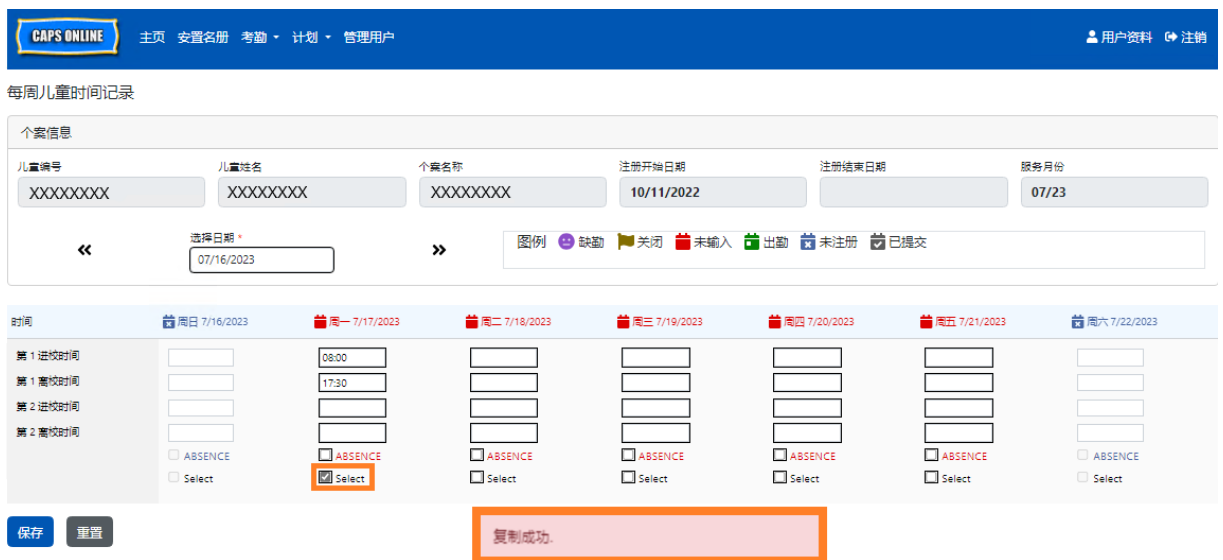 CAPS ONLINE 主页 安置名册 考勤 计划 管理用户 用户资料 注销
每周儿童时间记录
个案信息
儿童编号 儿童姓名 个案名称 注册开始日期 注册结束日期 服务月份
XXXXXXXX XXXXXXXX XXXXXXXX 10/11/2022 07/23
选择日期 *
« 07/16/2023 » 图例 缺勤 关闭 未输入 出勤 未注册 已提交
时间 周日 7/16/2023 周一 7/17/2023 周二 7/18/2023 周三 7/19/2023 周四 7/20/2023 周五 7/21/2023 周六 7/22/2023
第 1 进校时间 08:00
第 1 离校时间 17:30
第 2 进校时间
第 2 离校时间
ABSENCE ABSENCE ABSENCE ABSENCE ABSENCE ABSENCE ABSENCE
Select Select Select Select Select Select Select
保存 重置 复制成功.